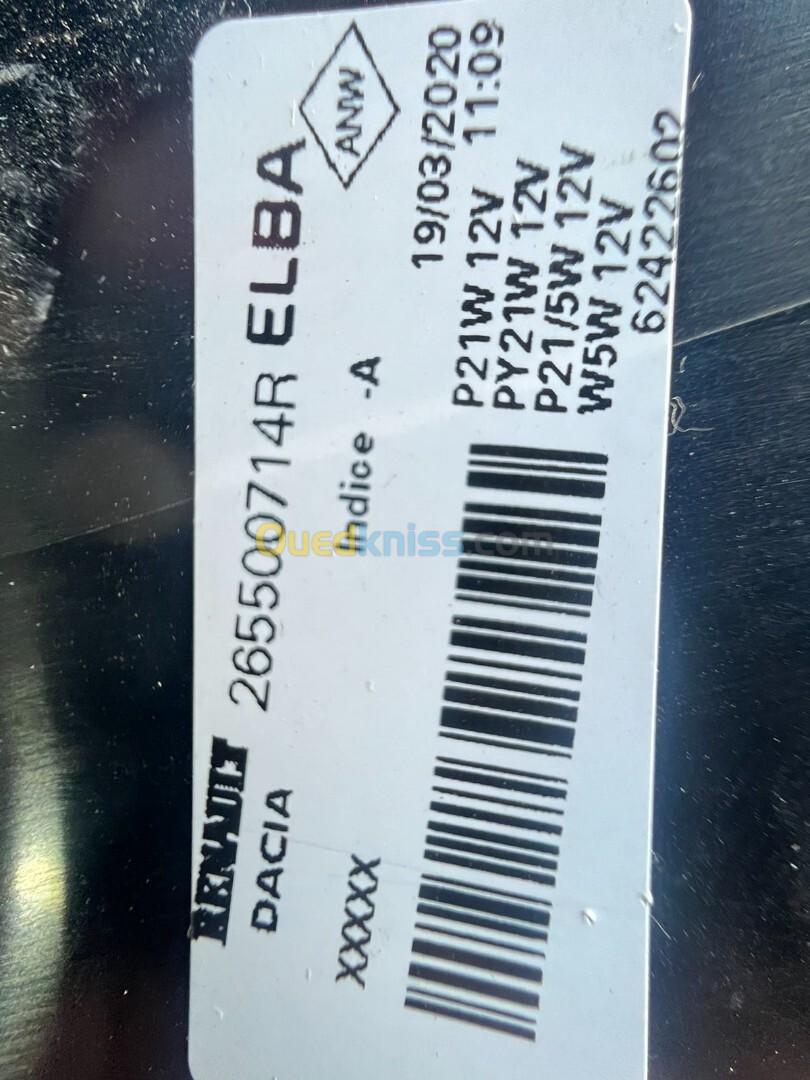 RENAULT 265500714R ELBA
DACIA
Indice -A
ANW
XXXXX
19/03/2020
P21W 12V 11:09
PY21W 12V
P21/5W 12V
W5W 12V
62422602
Ouedkniss.com